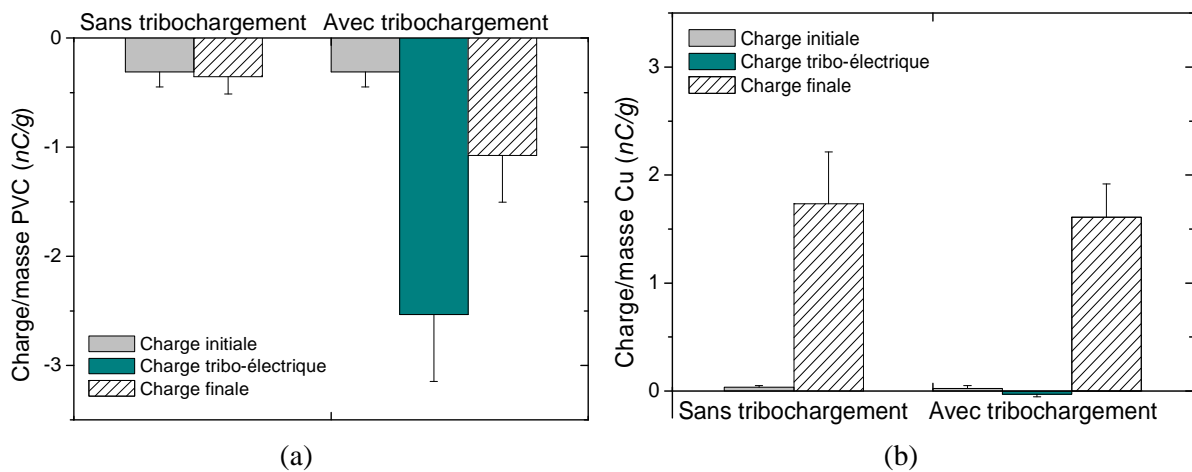 Sans tribochargement Avec tribochargement
0
-1
-2
-3
Charge/masse PVC (nC/g)
Charge initiale
Charge tribo-électrique
Charge finale
(a)
Charge initiale
Charge tribo-électrique
Charge finale
3
2
1
0
Charge/masse Cu (nC/g)
Sans tribochargement Avec tribochargement
(b)